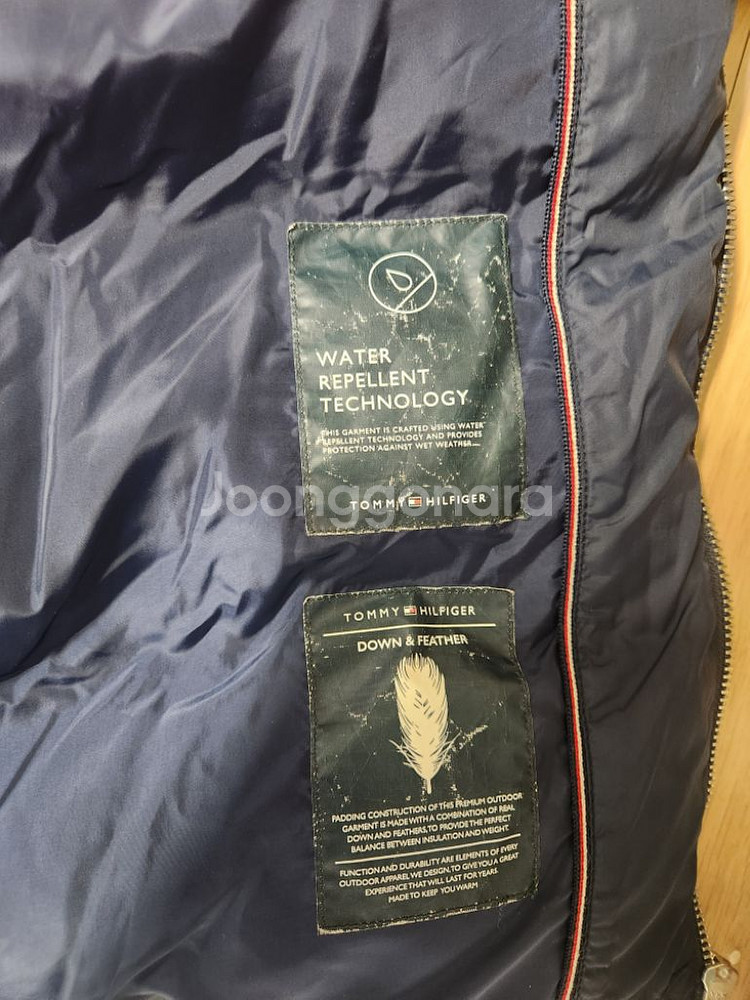 WATER
REPELLENT
TECHNOLOGY
THIS GARMENT IS CRAFTED USING WATER
REPELLENT TECHNOLOGY AND PROVIDES
PROTECTION AGAINST WET WEATHER
TOMMY HILFIGER
Joonggonara
TOMMY HILFIGER
DOWN & FEATHER
PADDING CONSTRUCTION OF THIS PREMIUM OUTDOOR
GARMENT IS MADE WITH A COMBINATION OF REAL
DOWN AND FEATHERS, TO PROVIDE THE PERFECT
BALANCE BETWEEN INSULATION AND WEIGHT.
FUNCTION AND DURABILITY ARE ELEMENTS OF EVERY
OUTDOOR APPAREL WE DESIGN, TO GIVE YOU A GREAT
EXPERIENCE THAT WILL LAST FOR YEARS.
MADE TO KEEP YOU WARM